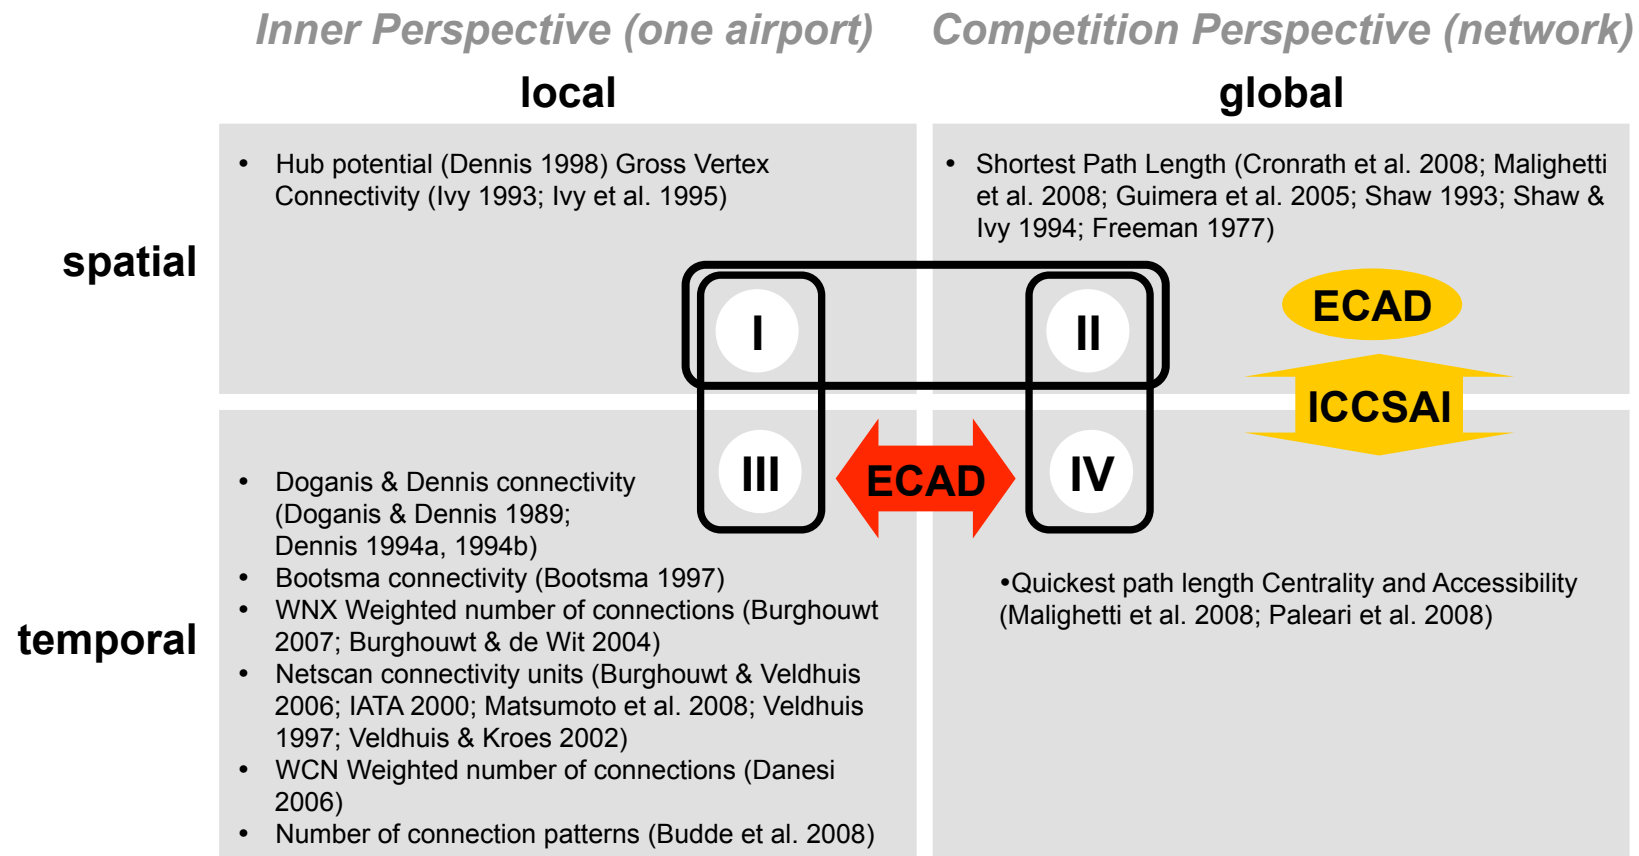 Inner Perspective (one airport)
Competition Perspective (network)
local
global
spatial
• Hub potential (Dennis 1998) Gross Vertex
Connectivity (Ivy 1993; Ivy et al. 1995)
• Shortest Path Length (Cronrath et al. 2008; Malighetti
et al. 2008; Guimera et al. 2005; Shaw 1993; Shaw &
Ivy 1994; Freeman 1977)
I
II
ECAD
ICCSAI
III
ECAD
IV
temporal
• Doganis & Dennis connectivity
(Doganis & Dennis 1989;
Dennis 1994a, 1994b)
• Bootsma connectivity (Bootsma 1997)
• WNX Weighted number of connections (Burghouwt
2007; Burghouwt & de Wit 2004)
• Netscan connectivity units (Burghouwt & Veldhuis
2006; IATA 2000; Matsumoto et al. 2008; Veldhuis
1997; Veldhuis & Kroes 2002)
• WCN Weighted number of connections (Danesi
2006)
• Number of connection patterns (Budde et al. 2008)
•Quickest path length Centrality and Accessibility
(Malighetti et al. 2008; Paleari et al. 2008)